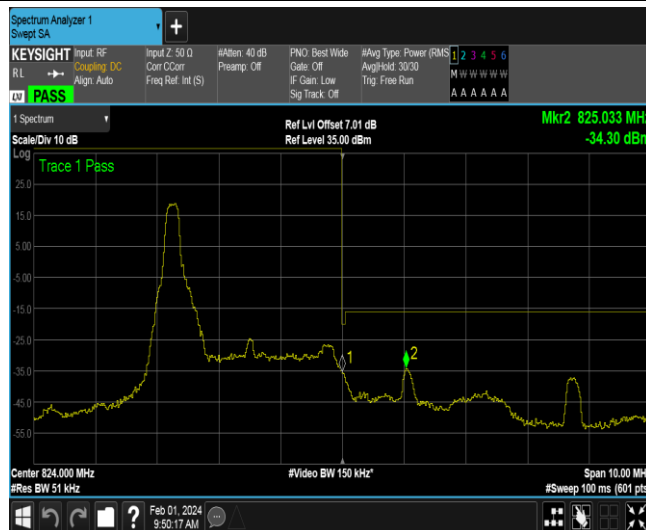 Spectrum Analyzer 1
Swept SA
KEYSIGHT
RL
LXI PASS
Input: RF
Coupling: DC
Align: Auto
Input Z: 50 Ω
Corr CCorr
Freq Ref: Int (S)
#Atten: 40 dB
Preamp: Off
PNO: Best Wide
Gate: Off
IF Gain: Low
Sig Track: Off
#Avg Type: Power (RMS
Avg|Hold: 30/30
Trig: Free Run
1 2 3 4 5 6
M W W W W W
A A A A A A
1 Spectrum
Scale/Div 10 dB
Log
Ref Lvl Offset 7.01 dB
Ref Level 35.00 dBm
Mkr2 825.033 MHz
-34.30 dBm
Trace 1 Pass
25.0
15.0
5.00
-5.00
-15.0
-25.0
-35.0
-45.0
-55.0
1
2
Center 824.000 MHz
#Res BW 51 kHz
#Video BW 150 kHz*
Span 10.00 MH
#Sweep 100 ms (601 pts
?
Feb 01, 2024
9:50:17 AM